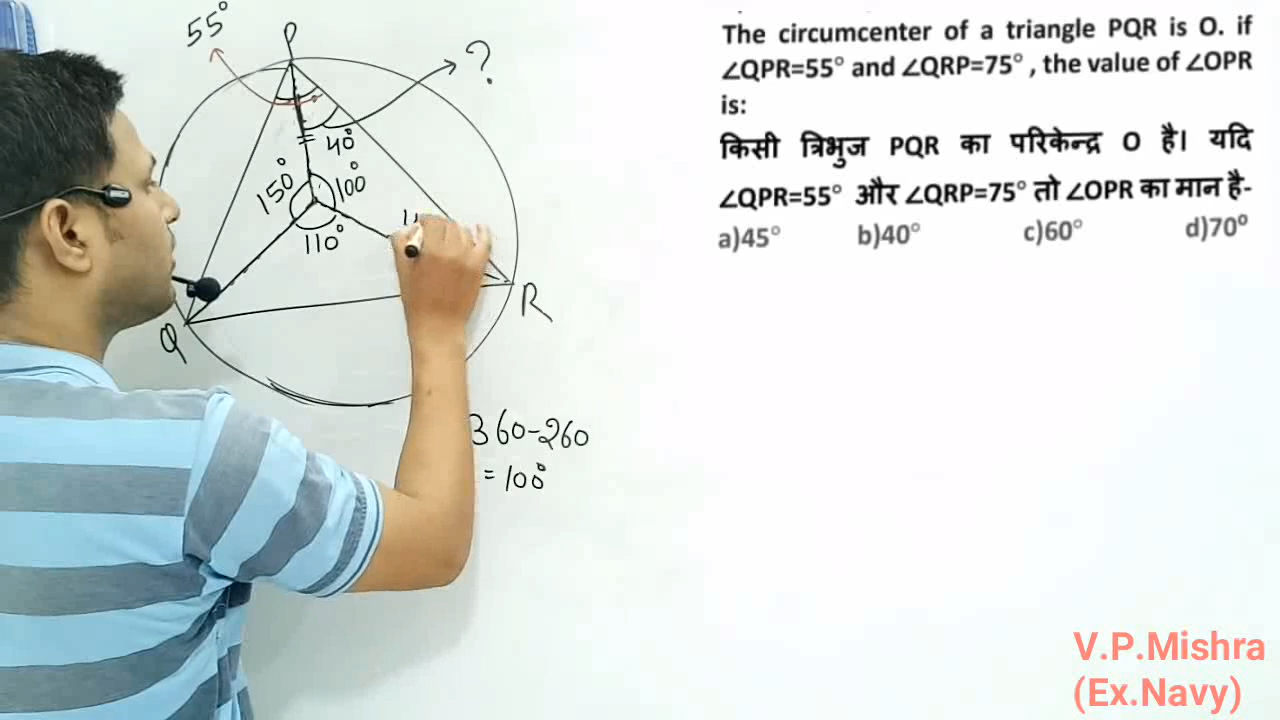 The circumcenter of a triangle PQR is O. if
∠QPR=55° and ∠QRP=75° , the value of ∠OPR
is:
किसी त्रिभुज PQR का परिकेन्द्र O है। यदि
∠QPR=55° और ∠QRP=75° तो ∠OPR का मान है-
a)45° b)40° c)60° d)70°
55°
P
?
40°
150°
100°
110°
Q
R
360-260
= 100°
V.P.Mishra
(Ex.Navy)